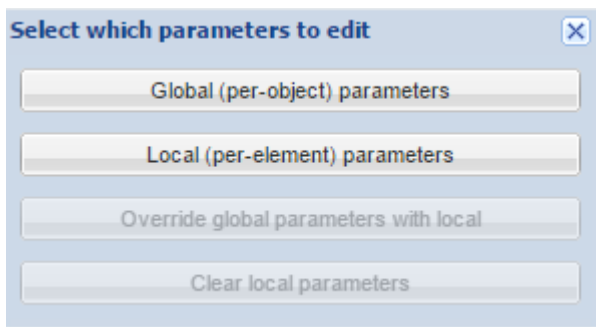 Select which parameters to edit
Global (per-object) parameters
Local (per-element) parameters
Override global parameters with local
Clear local parameters